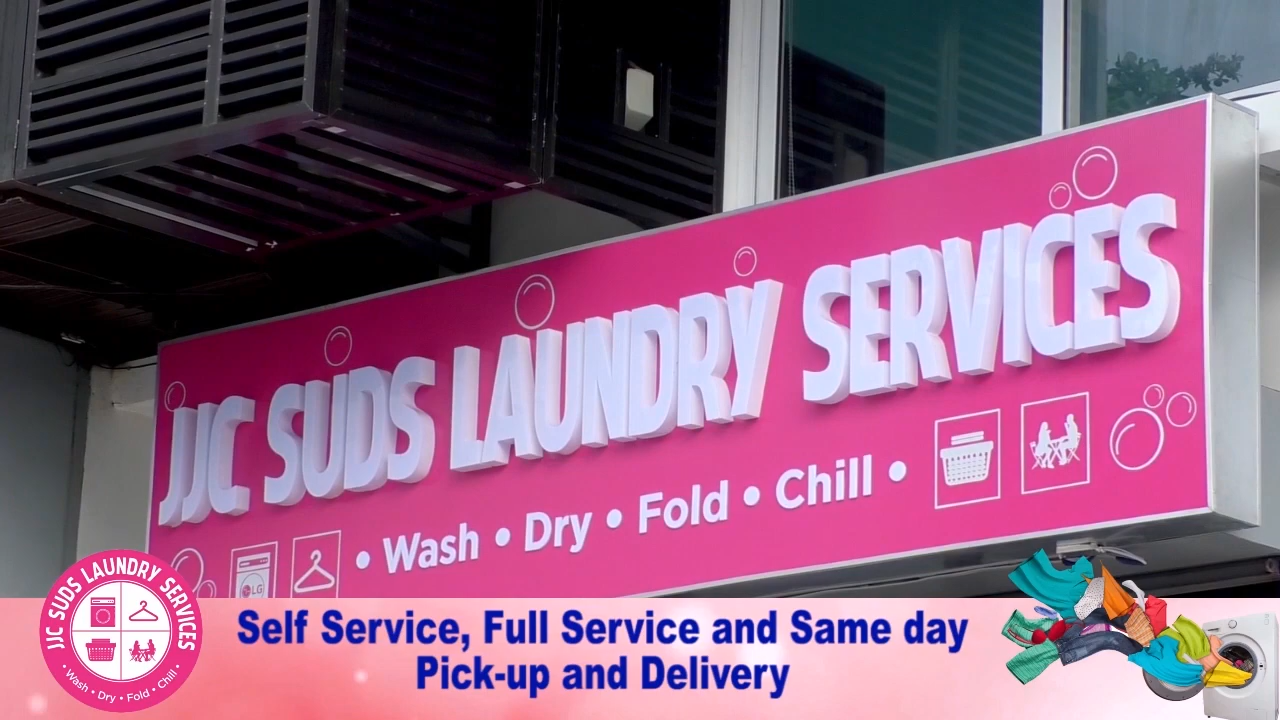 JJC SUDS LAUNDRY SERVICES
• Wash • Dry • Fold • Chill •
LG
JJC SUDS LAUNDRY SERVICES
• Wash • Dry • Fold • Chill •
Self Service, Full Service and Same day
Pick-up and Delivery